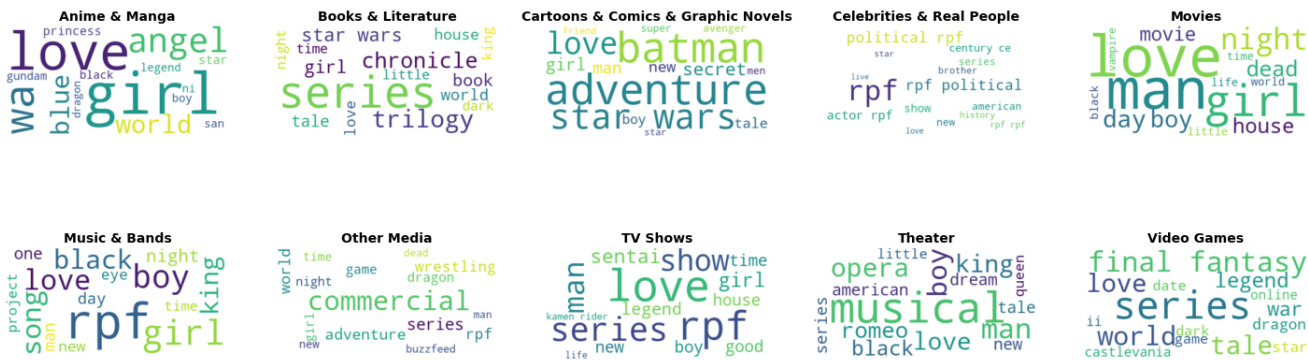 Anime & Manga
princess
love angel
star
gundam black legend
wa blue dragon girl ni
boy
world san
Books & Literature
night star wars house king
time
girl chronicle
little book
series world
dark
tale love trilogy
Cartoons & Comics & Graphic Novels
friend super avenger
love batman
girl man new secret men
adventure
star boy wars tale
star
Celebrities & Real People
political rpf
star century ce
series
live brother
rpf rpf political
show american
actor rpf history
new rpf rpf
love
Movies
movie night
love vampire time dead
life world
black man girl
day boy house
little
Music & Bands
one black night
love eye boy king
project song day time
rpf
man girl
new
Other Media
world time dead
game wrestling
night dragon
commercial
girl series man
adventure rpf
new buzzfeed
TV Shows
sentai show time
man love girl
house
legend
kamen rider series rpf
new boy good
life
Theater
little boy king queen
opera
american dream
musical tale
series romeo man
love
black new
Video Games
final fantasy
love date legend
online
series war
ii dragon
world dark
game tale star
castlevania